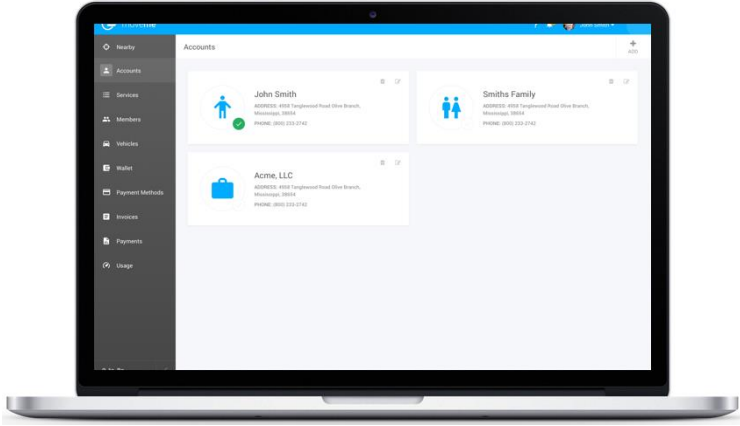 moveme
John Smith
Nearby
Accounts
ADD
Accounts
Services
Members
Vehicles
Wallet
Payment Methods
Invoices
Payments
Usage
John Smith
ADDRESS: 4958 Tanglewood Road Olive Branch,
Mississippi, 38654
PHONE: (800) 233-2742
Smiths Family
ADDRESS: 4958 Tanglewood Road Olive Branch,
Mississippi, 38654
PHONE: (800) 233-2742
Acme, LLC
ADDRESS: 4958 Tanglewood Road Olive Branch,
Mississippi, 38654
PHONE: (800) 233-2742